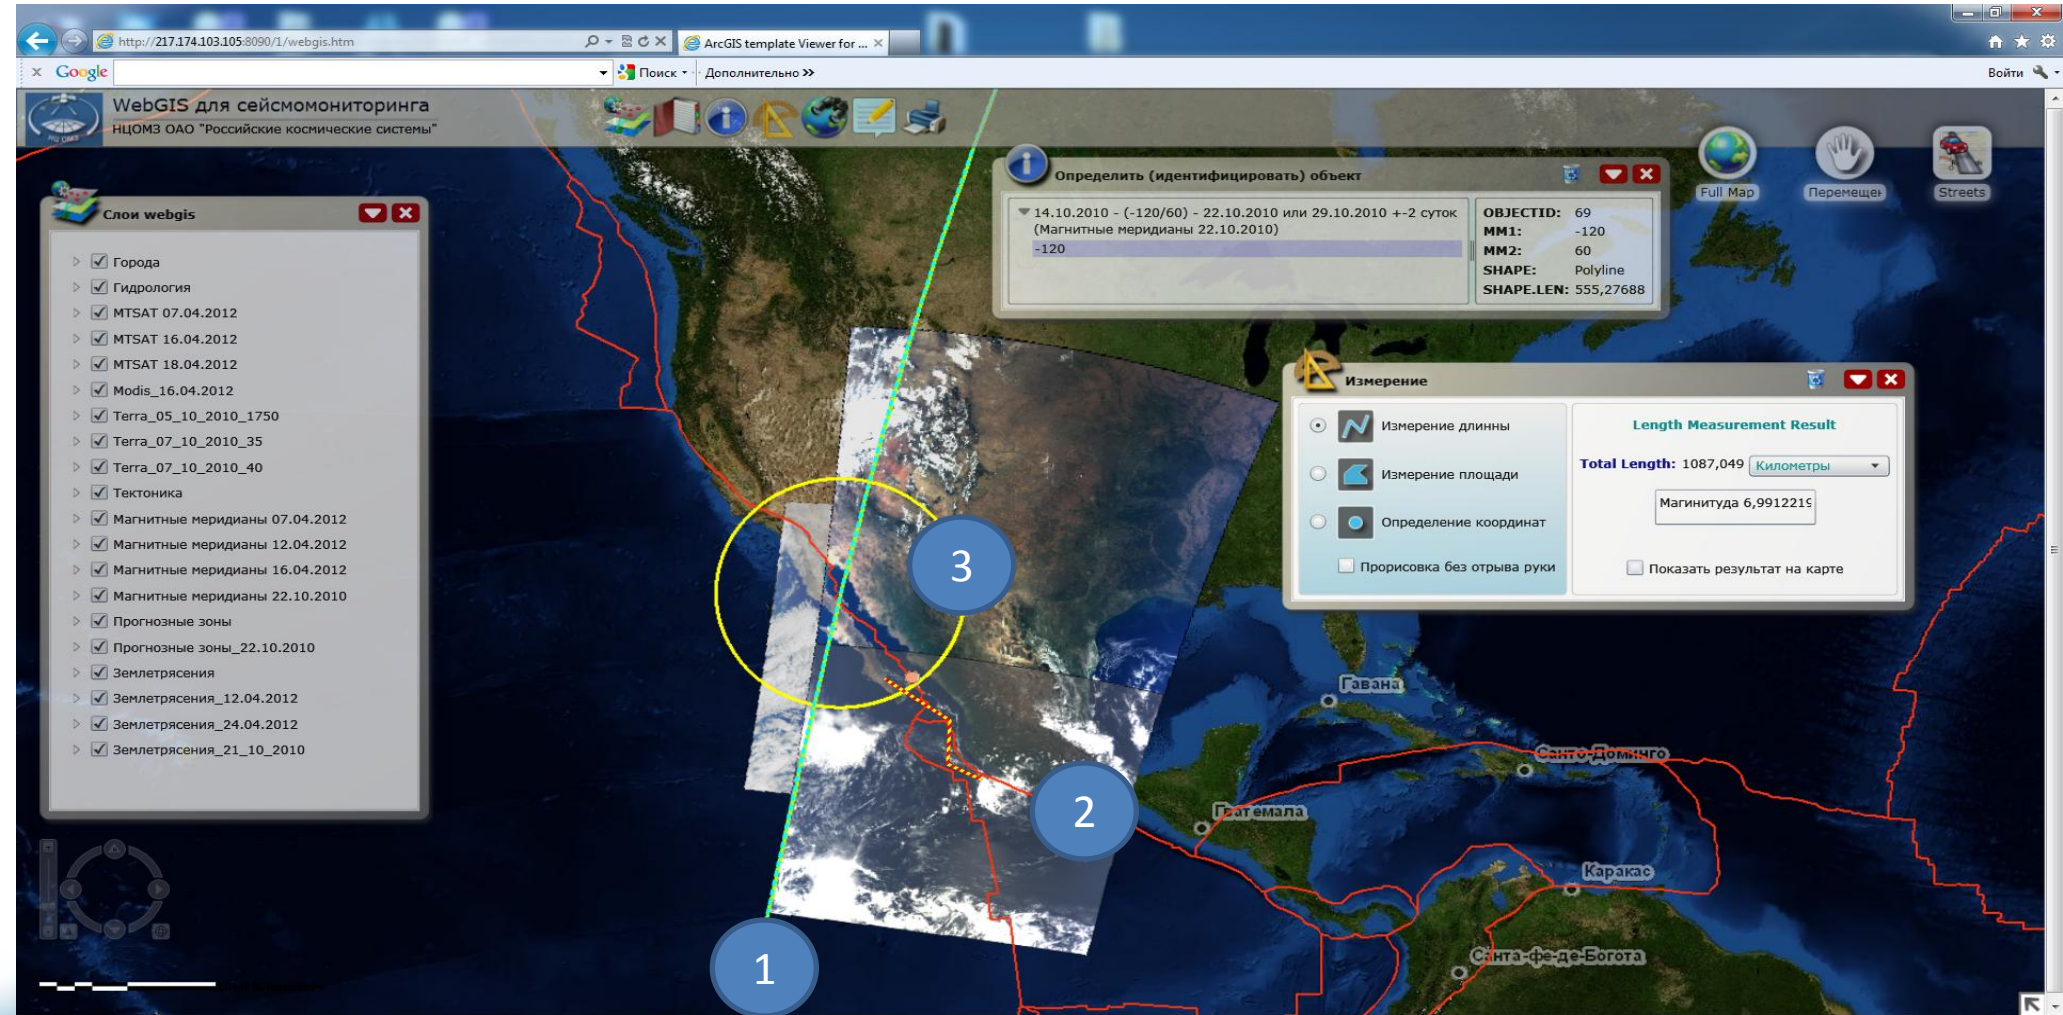 http://217.174.103.105:8090/1/webgis.htm
ArcGIS template Viewer for ...
x Google
Поиск
Дополнительно »
Войти
WebGIS для сейсмомониторинга
НЦОМЗ ОАО "Российские космические системы"
НЦ ОМЗ
Full Map
Перемещен
Streets
Слои webgis
Города
Гидрология
MTSAT 07.04.2012
MTSAT 16.04.2012
MTSAT 18.04.2012
Modis_16.04.2012
Terra_05_10_2010_1750
Terra_07_10_2010_35
Terra_07_10_2010_40
Тектоника
Магнитные меридианы 07.04.2012
Магнитные меридианы 12.04.2012
Магнитные меридианы 16.04.2012
Магнитные меридианы 22.10.2010
Прогнозные зоны
Прогнозные зоны_22.10.2010
Землетрясения
Землетрясения_12.04.2012
Землетрясения_24.04.2012
Землетрясения_21_10_2010
Определить (идентифицировать) объект
14.10.2010 - (-120/60) - 22.10.2010 или 29.10.2010 +-2 суток
(Магнитные меридианы 22.10.2010)
-120
OBJECTID: 69
MM1: -120
MM2: 60
SHAPE: Polyline
SHAPE.LEN: 555,27688
Измерение
Измерение длинны
Измерение площади
Определение координат
Прорисовка без отрыва руки
Length Measurement Result
Total Length: 1087,049 Километры
Магинитуда 6,9912219
Показать результат на карте
3
2
1
Гавана
Санто-Доминго
Гватемала
Каракас
Санта-фе-де-Богота